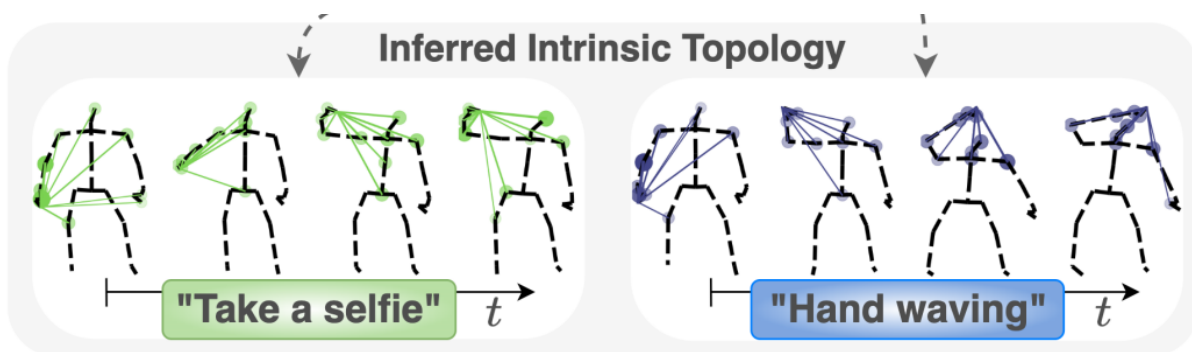 Inferred Intrinsic Topology
"Take a selfie" t
"Hand waving" t